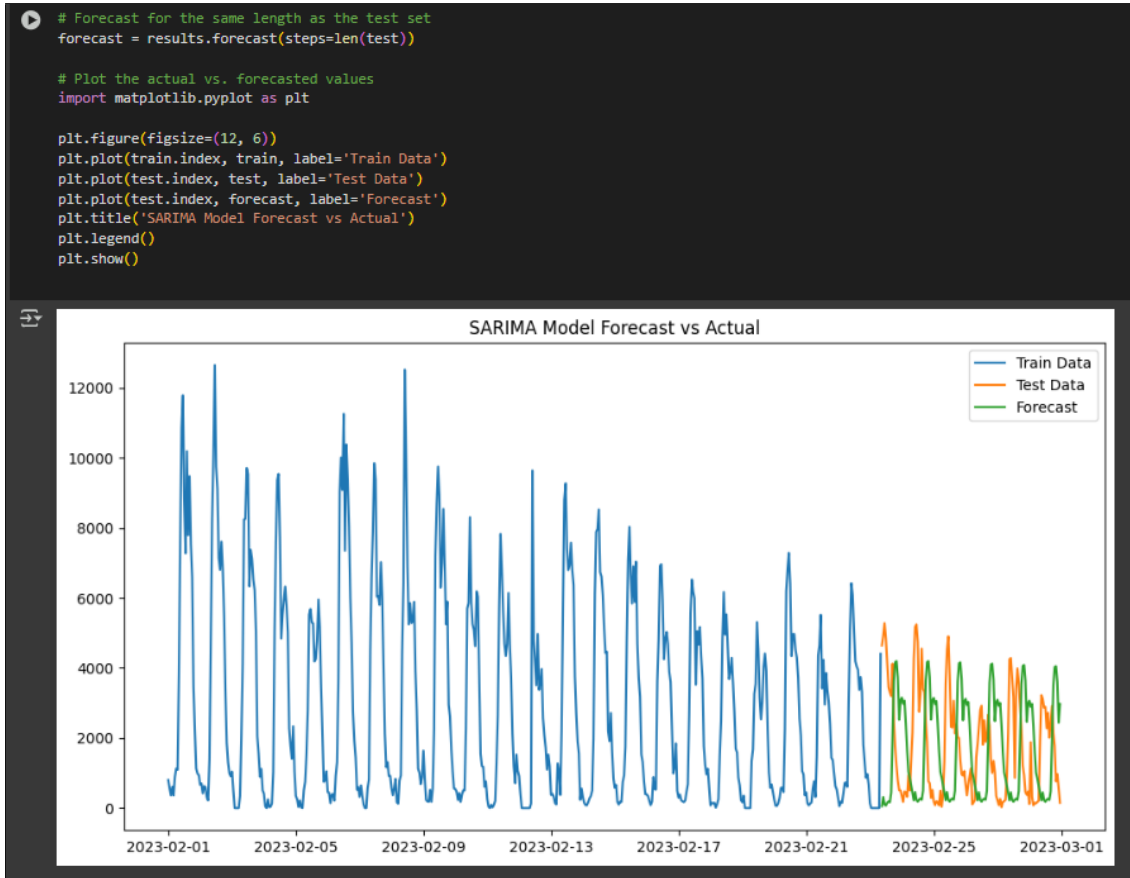 # Forecast for the same length as the test set
forecast = results.forecast(steps=len(test))
# Plot the actual vs. forecasted values
import matplotlib.pyplot as plt
plt.figure(figsize=(12, 6))
plt.plot(train.index, train, label='Train Data')
plt.plot(test.index, test, label='Test Data')
plt.plot(test.index, forecast, label='Forecast')
plt.title('SARIMA Model Forecast vs Actual')
plt.legend()
plt.show()
SARIMA Model Forecast vs Actual
Train Data
Test Data
Forecast
12000
10000
8000
6000
4000
2000
0
2023-02-01 2023-02-05 2023-02-09 2023-02-13 2023-02-17 2023-02-21 2023-02-25 2023-03-01